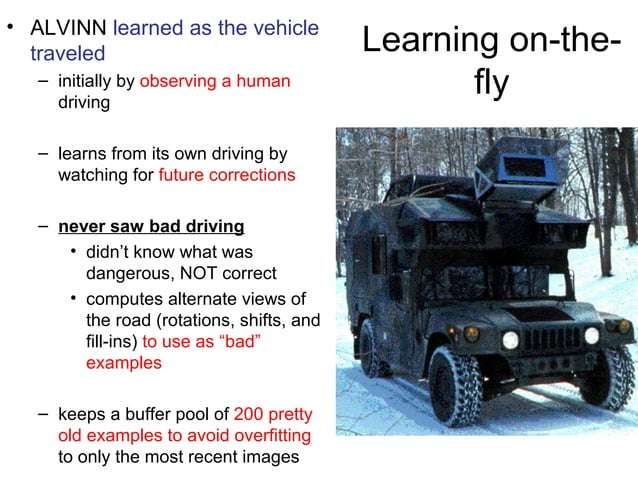 • ALVINN learned as the vehicle
traveled
– initially by observing a human
driving
– learns from its own driving by
watching for future corrections
– never saw bad driving
• didn’t know what was
dangerous, NOT correct
• computes alternate views of
the road (rotations, shifts, and
fill-ins) to use as “bad”
examples
– keeps a buffer pool of 200 pretty
old examples to avoid overfitting
to only the most recent images
Learning on-the-
fly